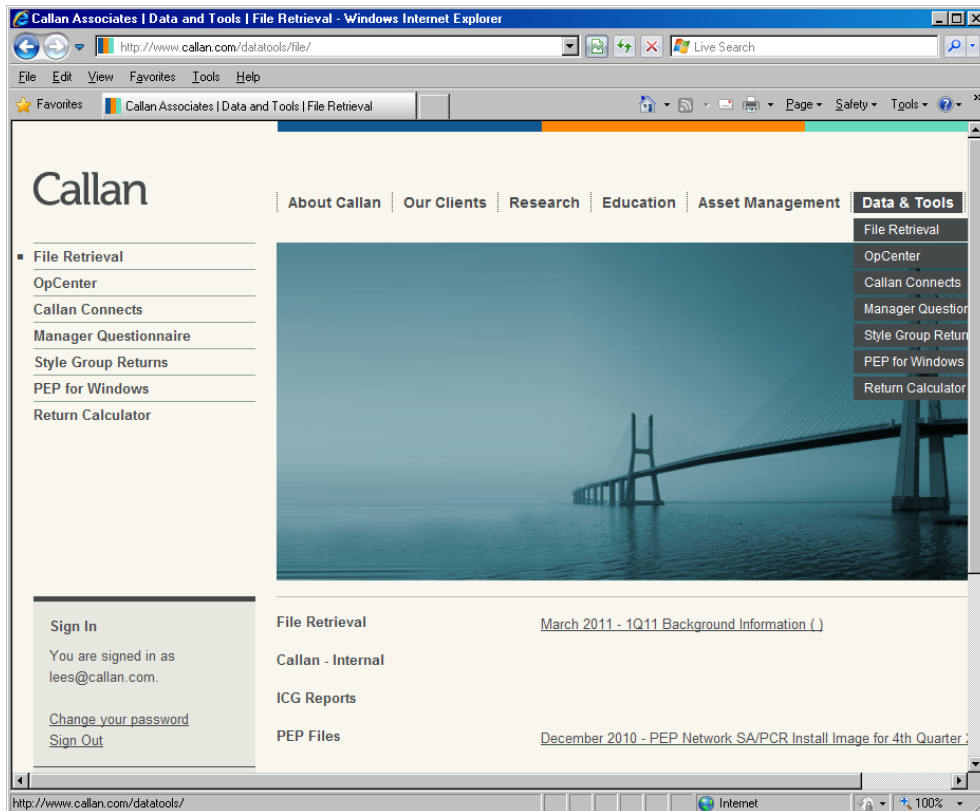 Callan Associates | Data and Tools | File Retrieval - Windows Internet Explorer
http://www.callan.com/datatools/file/
Live Search
File Edit View Favorites Tools Help
Favorites
Callan Associates | Data and Tools | File Retrieval
Page Safety Tools
Callan
About Callan
Our Clients
Research
Education
Asset Management
Data & Tools
File Retrieval
OpCenter
Callan Connects
Manager Question
Style Group Return
PEP for Windows
Return Calculator
File Retrieval
OpCenter
Callan Connects
Manager Questionnaire
Style Group Returns
PEP for Windows
Return Calculator
Sign In
You are signed in as
lees@callan.com.
Change your password
Sign Out
File Retrieval
March 2011 - 1Q11 Background Information ( )
Callan - Internal
ICG Reports
PEP Files
December 2010 - PEP Network SA/PCR Install Image for 4th Quarter
http://www.callan.com/datatools/
Internet
100%